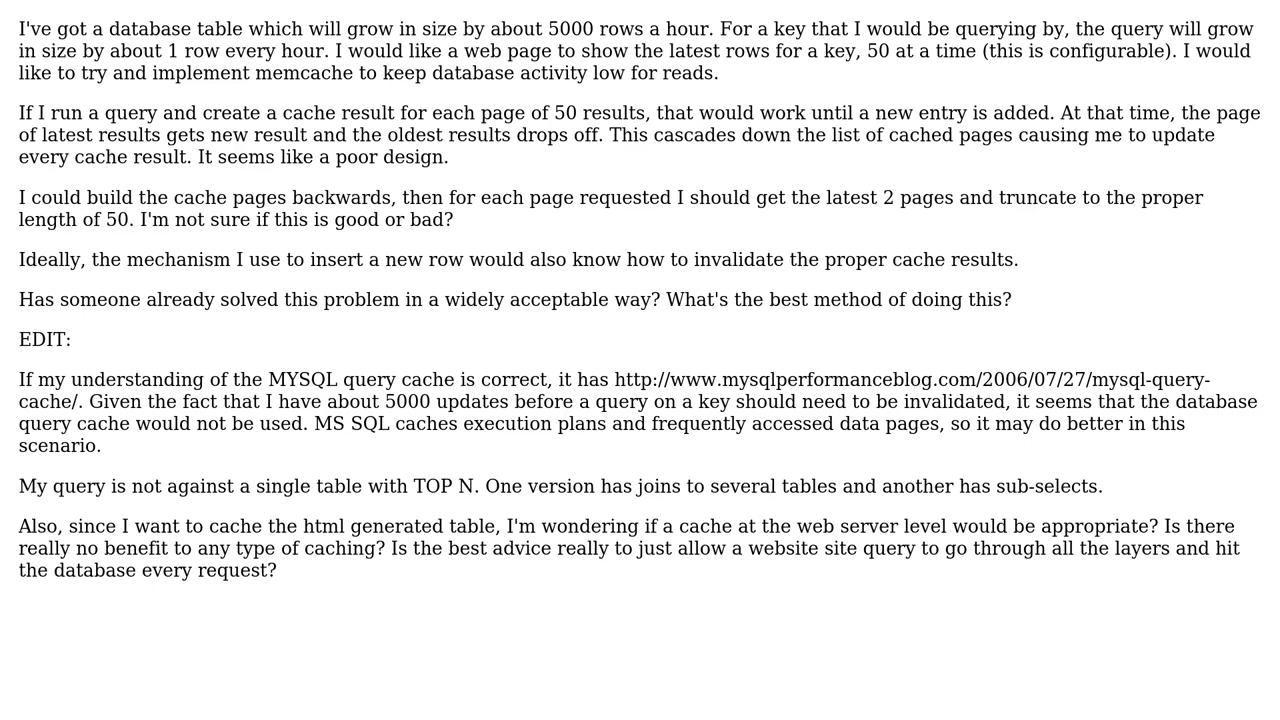 I've got a database table which will grow in size by about 5000 rows a hour. For a key that I would be querying by, the query will grow
in size by about 1 row every hour. I would like a web page to show the latest rows for a key, 50 at a time (this is configurable). I would
like to try and implement memcache to keep database activity low for reads.
If I run a query and create a cache result for each page of 50 results, that would work until a new entry is added. At that time, the page
of latest results gets new result and the oldest results drops off. This cascades down the list of cached pages causing me to update
every cache result. It seems like a poor design.
I could build the cache pages backwards, then for each page requested I should get the latest 2 pages and truncate to the proper
length of 50. I'm not sure if this is good or bad?
Ideally, the mechanism I use to insert a new row would also know how to invalidate the proper cache results.
Has someone already solved this problem in a widely acceptable way? What's the best method of doing this?
EDIT:
If my understanding of the MYSQL query cache is correct, it has http://www.mysqlperformanceblog.com/2006/07/27/mysql-query-
cache/. Given the fact that I have about 5000 updates before a query on a key should need to be invalidated, it seems that the database
query cache would not be used. MS SQL caches execution plans and frequently accessed data pages, so it may do better in this
scenario.
My query is not against a single table with TOP N. One version has joins to several tables and another has sub-selects.
Also, since I want to cache the html generated table, I'm wondering if a cache at the web server level would be appropriate? Is there
really no benefit to any type of caching? Is the best advice really to just allow a website site query to go through all the layers and hit
the database every request?